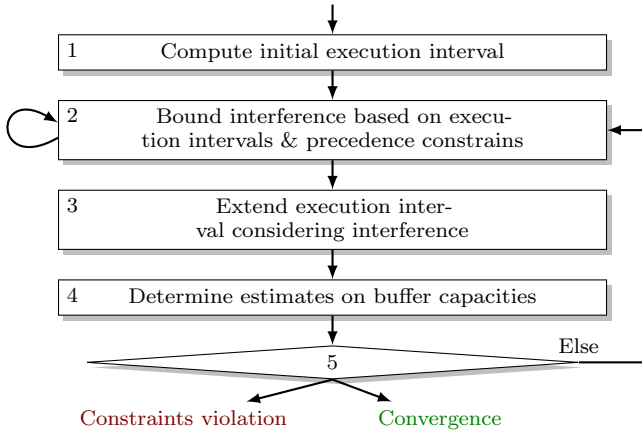 1
Compute initial execution interval
2
Bound interference based on execu-
tion intervals & precedence constrains
3
Extend execution inter-
val considering interference
4
Determine estimates on buffer capacities
5
Else
Constraints violation
Convergence